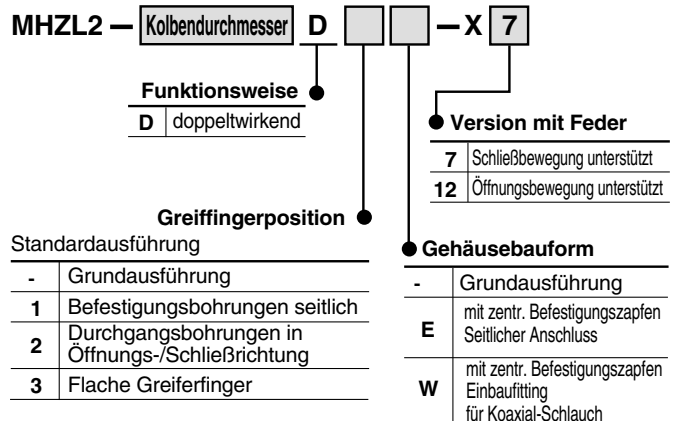 MHZL2 — Kolbendurchmesser D — X 7
Funktionsweise
D doppeltwirkend
Version mit Feder
7 Schließbewegung unterstützt
12 Öffnungsbewegung unterstützt
Greiffingerposition
Standardausführung
- Grundausführung
1 Befestigungsbohrungen seitlich
2 Durchgangsbohrungen in
Öffnungs-/Schließrichtung
3 Flache Greiferfinger
Gehäusebauform
- Grundausführung
E mit zentr. Befestigungszapfen
Seitlicher Anschluss
W mit zentr. Befestigungszapfen
Einbaufitting
für Koaxial-Schlauch